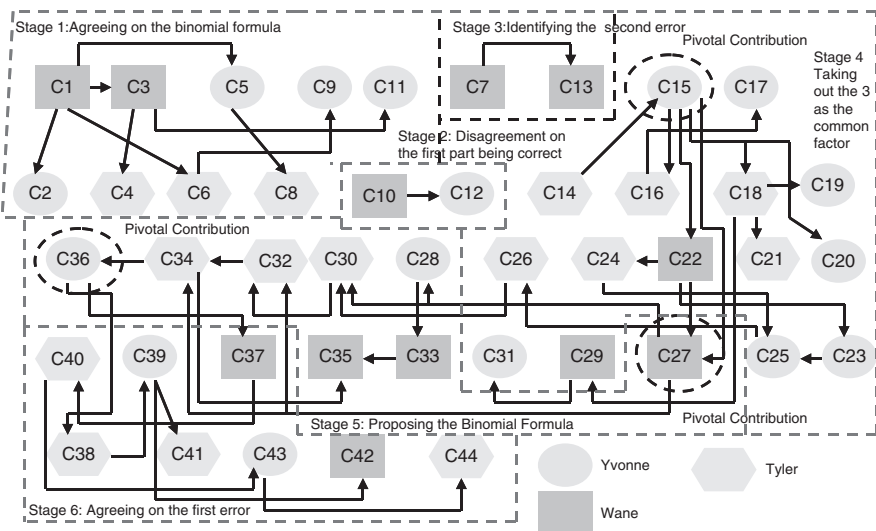 Stage 1:Agreeing on the binomial formula
Stage 3:Identifying the second error
Pivotal Contribution
Stage 4
Taking
out the 3
as the
common
factor
C1
C3
C5
C9
C11
C7
C13
C15
C17
Stage 2: Disagreement on
the first part being correct
C2
C4
C6
C8
C10
C12
C14
C16
C18
C19
Pivotal Contribution
C36
C34
C32
C30
C28
C26
C24
C22
C21
C20
C40
C39
C37
C35
C33
C31
C29
C27
C25
C23
Stage 5: Proposing the Binomial Formula
Pivotal Contribution
C38
C41
C43
C42
C44
Yvonne
Tyler
Wane
Stage 6: Agreeing on the first error